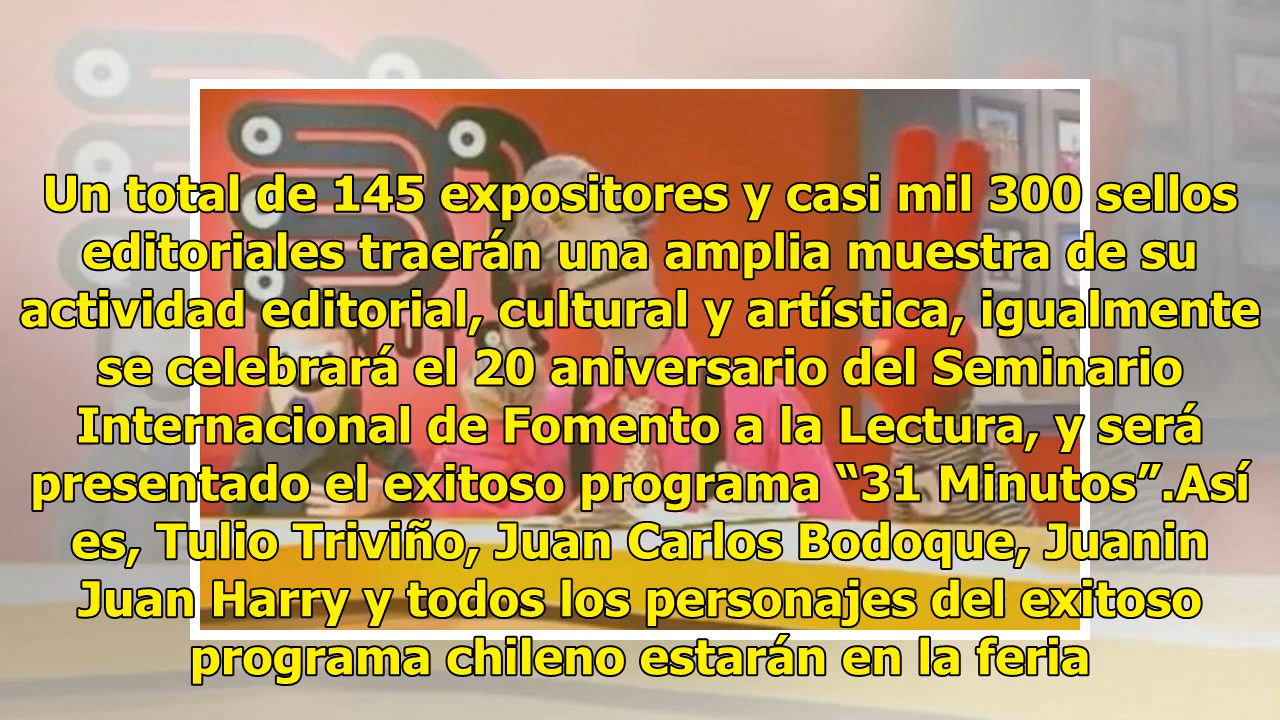 Un total de 145 expositores y casi mil 300 sellos
editoriales traerán una amplia muestra de su
actividad editorial, cultural y artística, igualmente
se celebrará el 20 aniversario del Seminario
Internacional de Fomento a la Lectura, y será
presentado el exitoso programa “31 Minutos”.Así
es, Tulio Triviño, Juan Carlos Bodoque, Juanin
Juan Harry y todos los personajes del exitoso
programa chileno estarán en la feria